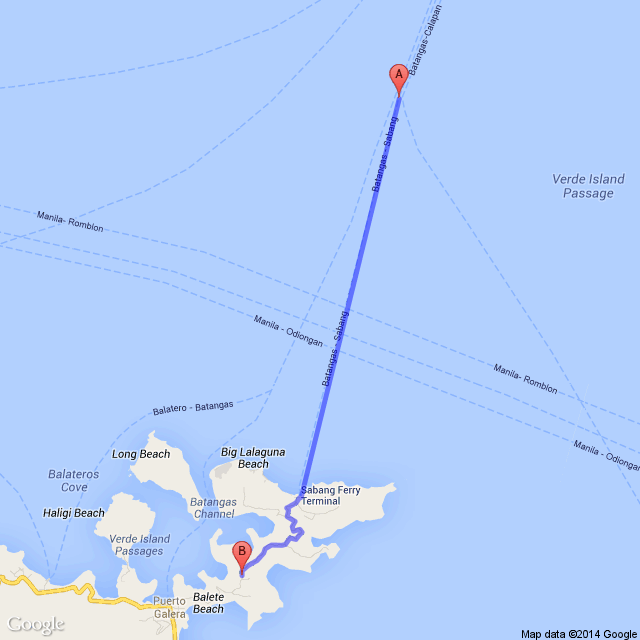 Batangas-Calapan
A
Batangas - Sabang
Verde Island
Passage
Manila- Romblon
Manila - Odiongan
Batangas - Sabang
Manila- Romblon
Balatero - Batangas
Manila - Odiongan
Long Beach
Big Lalaguna
Beach
Balateros
Cove
Sabang Ferry
Terminal
Batangas
Channel
Haligi Beach
Verde Island
Passages
B
Puerto
Galera
Balete
Beach
Google
Map data ©2014 Google